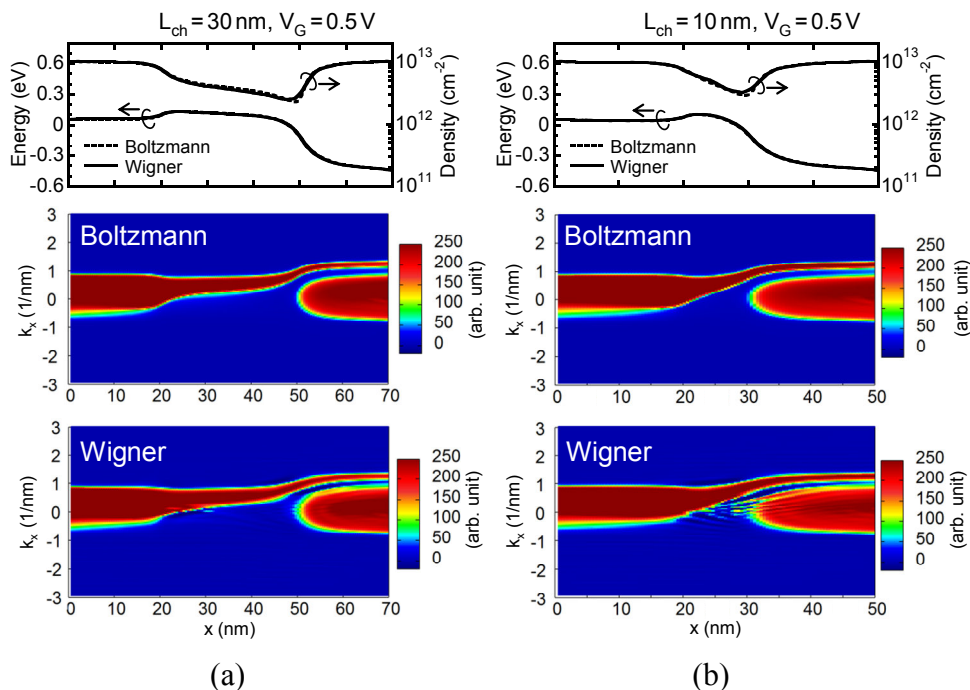 L_ch = 30 nm, V_G = 0.5 V
Energy (eV)
0.6
0.3
0
-0.3
-0.6
Boltzmann
Wigner
10^13
10^12
10^11
Density (cm^-2)
Boltzmann
k_x (1/nm)
3
2
1
0
-1
-2
-3
0 10 20 30 40 50 60 70
250
200
150
100
50
0
(arb. unit)
Wigner
k_x (1/nm)
3
2
1
0
-1
-2
-3
0 10 20 30 40 50 60 70
x (nm)
250
200
150
100
50
0
(arb. unit)
(a)
L_ch = 10 nm, V_G = 0.5 V
Energy (eV)
0.6
0.3
0
-0.3
-0.6
Boltzmann
Wigner
10^13
10^12
10^11
Density (cm^-2)
Boltzmann
k_x (1/nm)
3
2
1
0
-1
-2
-3
0 10 20 30 40 50
250
200
150
100
50
0
(arb. unit)
Wigner
k_x (1/nm)
3
2
1
0
-1
-2
-3
0 10 20 30 40 50
x (nm)
250
200
150
100
50
0
(arb. unit)
(b)